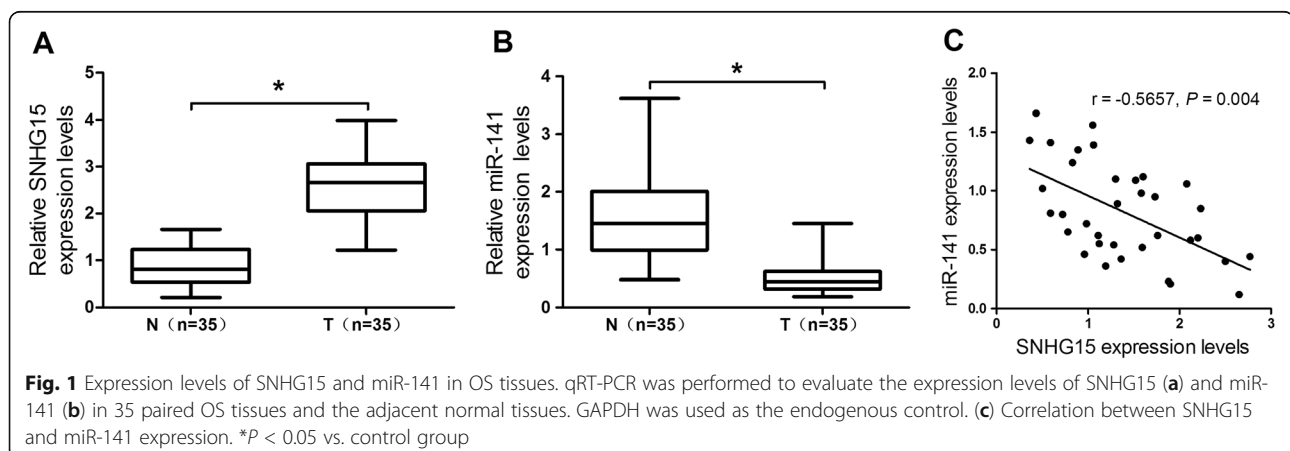 A
Relative SNHG15
expression levels
5
4
3
2
1
0
*
N（n=35）
T（n=35）
B
Relative miR-141
expression levels
4
3
2
1
0
*
N（n=35）
T（n=35）
C
miR-141 expression levels
2.0
1.5
1.0
0.5
0.0
r = -0.5657, P = 0.004
0
1
2
3
SNHG15 expression levels
Fig. 1 Expression levels of SNHG15 and miR-141 in OS tissues. qRT-PCR was performed to evaluate the expression levels of SNHG15 (a) and miR-
141 (b) in 35 paired OS tissues and the adjacent normal tissues. GAPDH was used as the endogenous control. (c) Correlation between SNHG15
and miR-141 expression. *P < 0.05 vs. control group